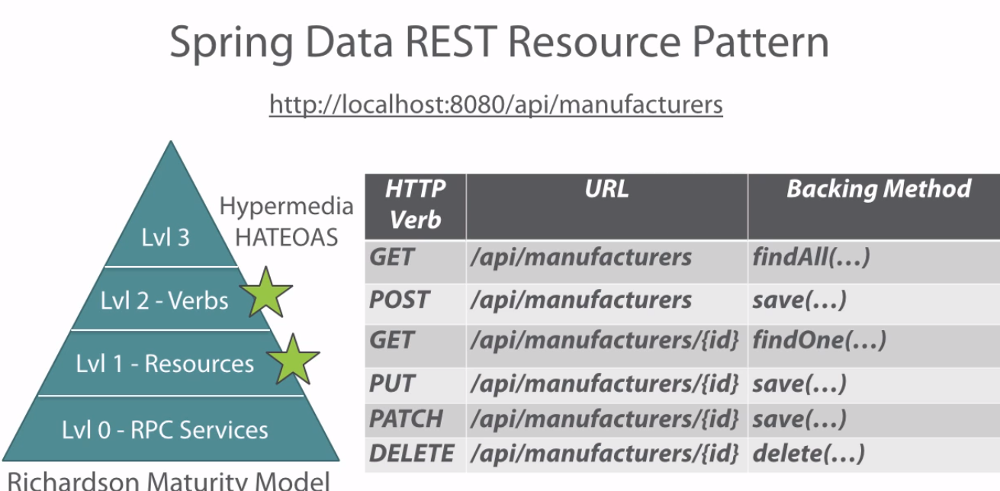 Spring Data REST Resource Pattern
http://localhost:8080/api/manufacturers
Hypermedia
HATEOAS
Lvl 3
Lvl 2 - Verbs
Lvl 1 - Resources
Lvl 0 - RPC Services
Richardson Maturity Model
HTTP Verb URL Backing Method
GET /api/manufacturers findAll(...)
POST /api/manufacturers save(...)
GET /api/manufacturers/{id} findOne(...)
PUT /api/manufacturers/{id} save(...)
PATCH /api/manufacturers/{id} save(...)
DELETE /api/manufacturers/{id} delete(...)